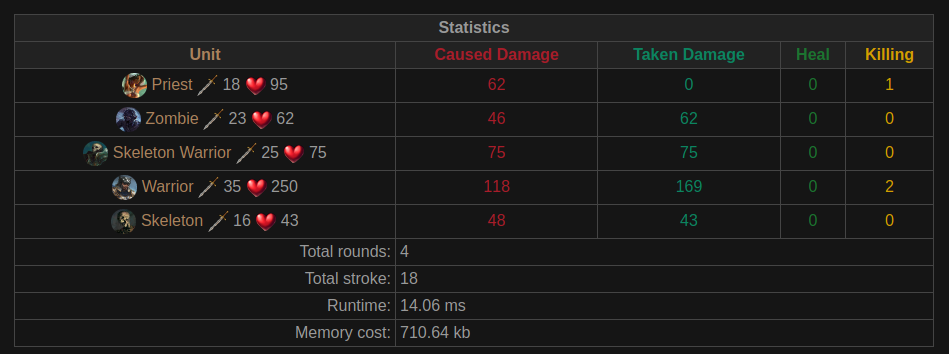 Statistics
Unit Caused Damage Taken Damage Heal Killing
Priest 18 95 62 0 0 1
Zombie 23 62 46 62 0 0
Skeleton Warrior 25 75 75 75 0 0
Warrior 35 250 118 169 0 2
Skeleton 16 43 48 43 0 0
Total rounds: 4
Total stroke: 18
Runtime: 14.06 ms
Memory cost: 710.64 kb